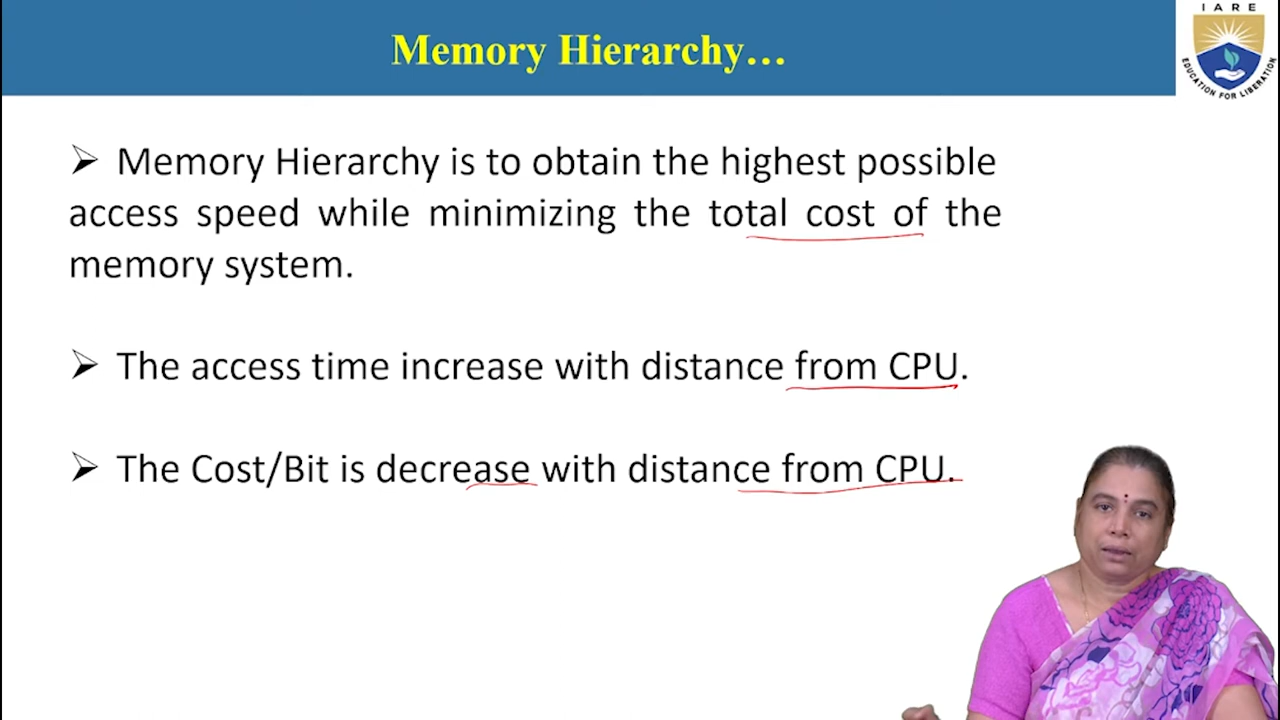 Memory Hierarchy...
IARE
EDUCATION FOR LIBERATION
➢ Memory Hierarchy is to obtain the highest possible
access speed while minimizing the total cost of the
memory system.
➢ The access time increase with distance from CPU.
➢ The Cost/Bit is decrease with distance from CPU.